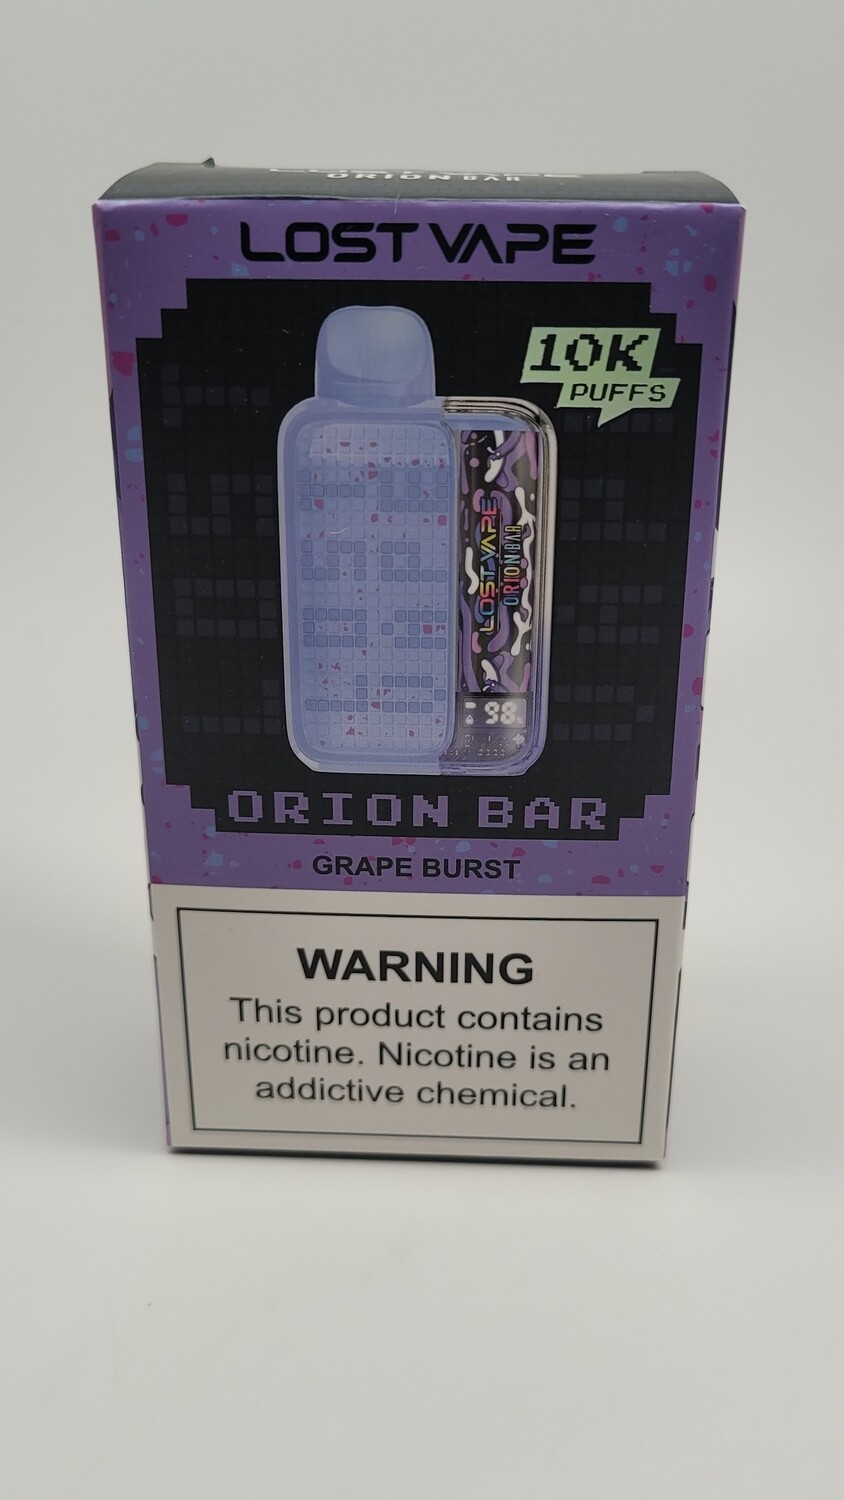 ORION BAR
LOST VAPE
10K
PUFFS
LOST VAPE
ORION BAR
98
ORION BAR
GRAPE BURST
WARNING
This product contains
nicotine. Nicotine is an
addictive chemical.